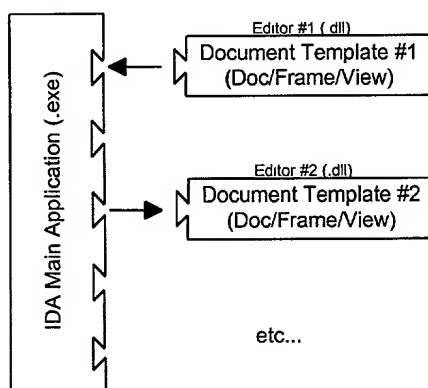 IDA Main Application (.exe)
Editor #1 (.dll)
Document Template #1
(Doc/Frame/View)
Editor #2 (.dll)
Document Template #2
(Doc/Frame/View)
etc...